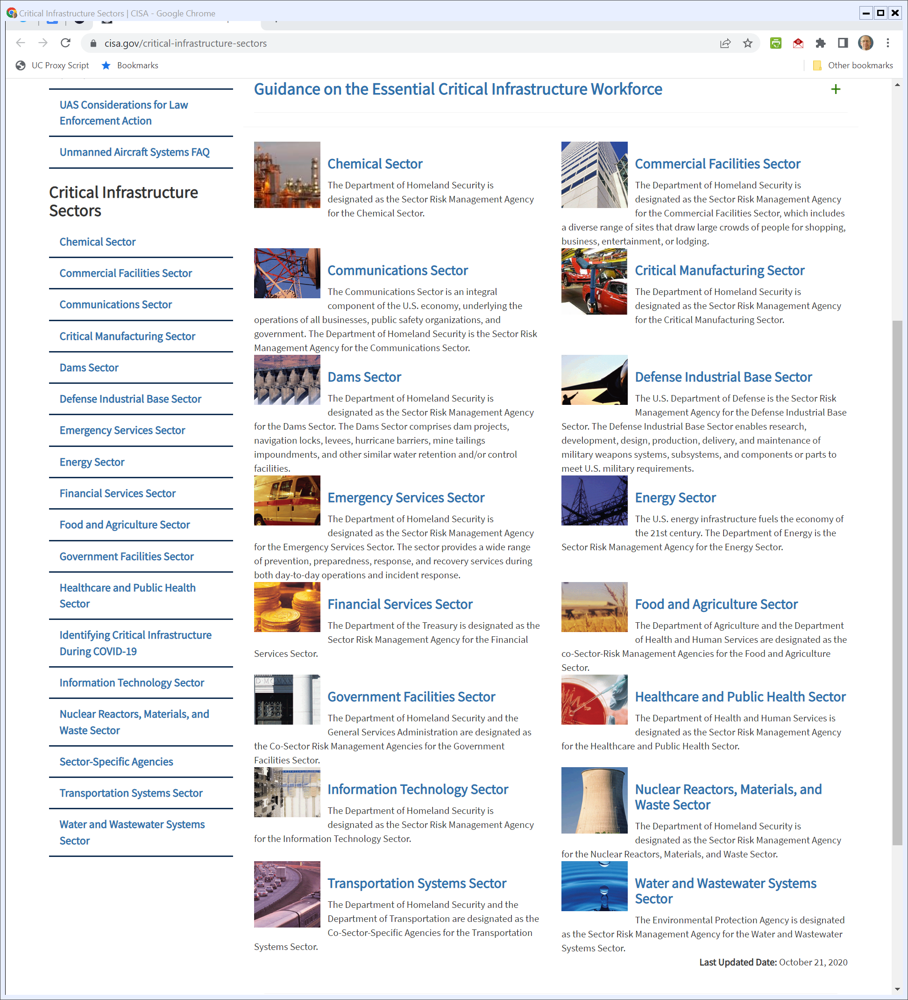 Critical Infrastructure Sectors | CISA - Google Chrome
cisa.gov/critical-infrastructure-sectors
UC Proxy Script
Bookmarks
Other bookmarks
UAS Considerations for Law
Enforcement Action
Unmanned Aircraft Systems FAQ
Critical Infrastructure
Sectors
Chemical Sector
Commercial Facilities Sector
Communications Sector
Critical Manufacturing Sector
Dams Sector
Defense Industrial Base Sector
Emergency Services Sector
Energy Sector
Financial Services Sector
Food and Agriculture Sector
Government Facilities Sector
Healthcare and Public Health
Sector
Identifying Critical Infrastructure
During COVID-19
Information Technology Sector
Nuclear Reactors, Materials, and
Waste Sector
Sector-Specific Agencies
Transportation Systems Sector
Water and Wastewater Systems
Sector
Guidance on the Essential Critical Infrastructure Workforce
+
Chemical Sector
The Department of Homeland Security is
designated as the Sector Risk Management Agency
for the Chemical Sector.
Commercial Facilities Sector
The Department of Homeland Security is
designated as the Sector Risk Management Agency
for the Commercial Facilities Sector, which includes
a diverse range of sites that draw large crowds of people for shopping,
business, entertainment, or lodging.
Communications Sector
The Communications Sector is an integral
component of the U.S. economy, underlying the
operations of all businesses, public safety organizations, and
government. The Department of Homeland Security is the Sector Risk
Management Agency for the Communications Sector.
Critical Manufacturing Sector
The Department of Homeland Security is
designated as the Sector Risk Management Agency
for the Critical Manufacturing Sector.
Dams Sector
The Department of Homeland Security is
designated as the Sector Risk Management Agency
for the Dams Sector. The Dams Sector comprises dam projects,
navigation locks, levees, hurricane barriers, mine tailings
impoundments, and other similar water retention and/or control
facilities.
Defense Industrial Base Sector
The U.S. Department of Defense is the Sector Risk
Management Agency for the Defense Industrial Base
Sector. The Defense Industrial Base Sector enables research,
development, design, production, delivery, and maintenance of
military weapons systems, subsystems, and components or parts to
meet U.S. military requirements.
Emergency Services Sector
The Department of Homeland Security is
designated as the Sector Risk Management Agency
for the Emergency Services Sector. The sector provides a wide range
of prevention, preparedness, response, and recovery services during
both day-to-day operations and incident response.
Energy Sector
The U.S. energy infrastructure fuels the economy of
the 21st century. The Department of Energy is the
Sector Risk Management Agency for the Energy Sector.
Financial Services Sector
The Department of the Treasury is designated as the
Sector Risk Management Agency for the Financial
Services Sector.
Food and Agriculture Sector
The Department of Agriculture and the Department
of Health and Human Services are designated as the
co-Sector-Risk Management Agencies for the Food and Agriculture
Sector.
D·MCMXX
Government Facilities Sector
The Department of Homeland Security and the
General Services Administration are designated as
the Co-Sector Risk Management Agencies for the Government
Facilities Sector.
Healthcare and Public Health Sector
The Department of Health and Human Services is
designated as the Sector Risk Management Agency
for the Healthcare and Public Health Sector.
Information Technology Sector
The Department of Homeland Security is
designated as the Sector Risk Management Agency
for the Information Technology Sector.
Nuclear Reactors, Materials, and
Waste Sector
The Department of Homeland Security is
designated as the Sector Risk Management Agency
for the Nuclear Reactors, Materials, and Waste Sector.
Transportation Systems Sector
The Department of Homeland Security and the
Department of Transportation are designated as the
Co-Sector-Specific Agencies for the Transportation
Systems Sector.
Water and Wastewater Systems
Sector
The Environmental Protection Agency is designated
as the Sector Risk Management Agency for the Water and Wastewater
Systems Sector.
Last Updated Date: October 21, 2020